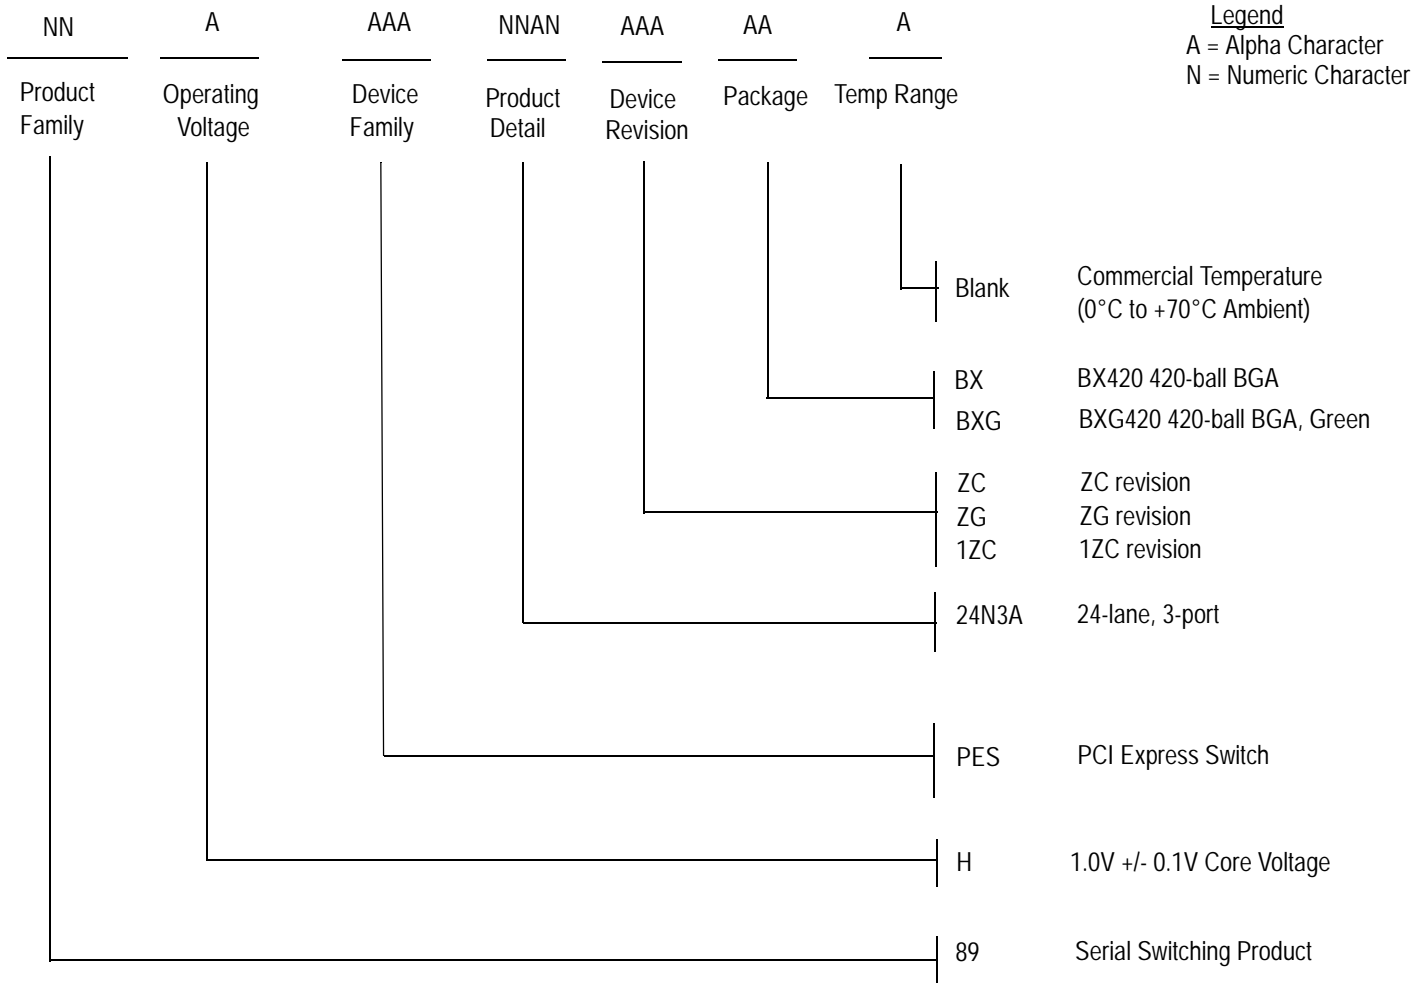 NN A AAA NNAN AAA AA A
Legend
A = Alpha Character
N = Numeric Character
Product
Family
Operating
Voltage
Device
Family
Product
Detail
Device
Revision
Package
Temp Range
Blank Commercial Temperature
(0°C to +70°C Ambient)
BX BX420 420-ball BGA
BXG BXG420 420-ball BGA, Green
ZC ZC revision
ZG ZG revision
1ZC 1ZC revision
24N3A 24-lane, 3-port
PES PCI Express Switch
H 1.0V +/- 0.1V Core Voltage
89 Serial Switching Product